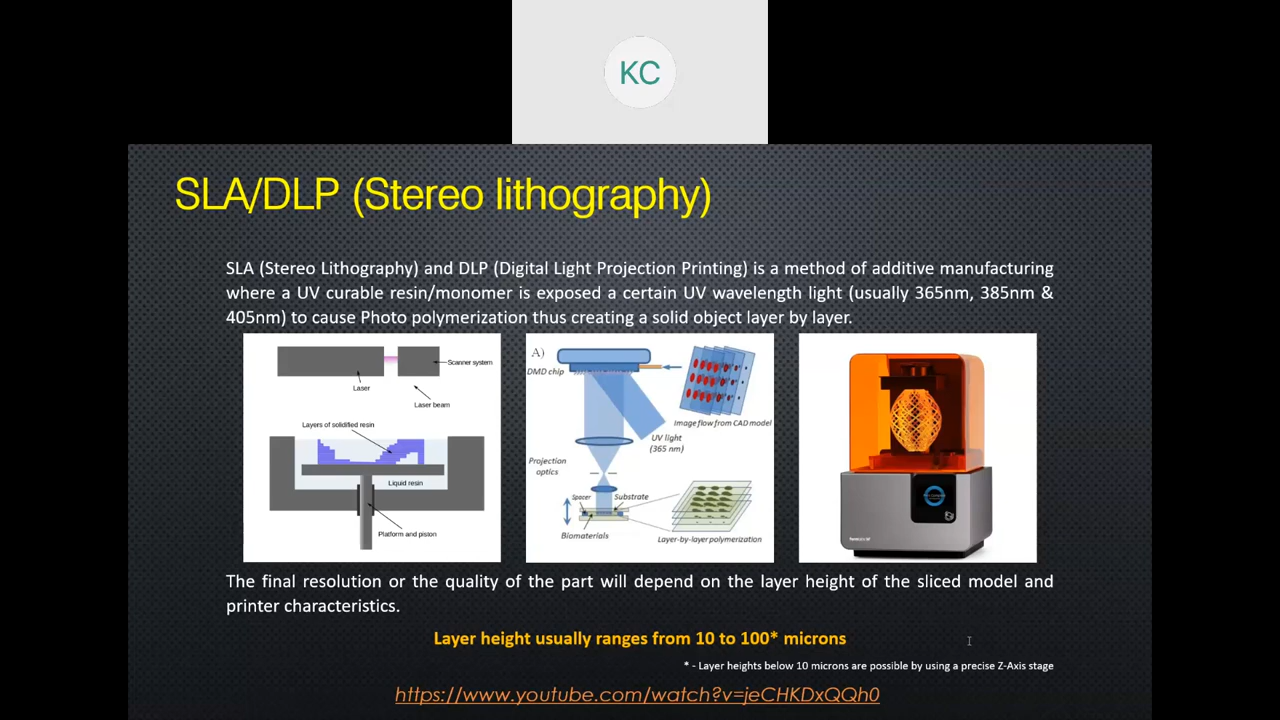 KC
SLA/DLP (Stereo lithography)
SLA (Stereo Lithography) and DLP (Digital Light Projection Printing) is a method of additive manufacturing
where a UV curable resin/monomer is exposed a certain UV wavelength light (usually 365nm, 385nm &
405nm) to cause Photo polymerization thus creating a solid object layer by layer.
Scanner system
Laser
Laser beam
Layers of solidified resin
Liquid resin
Platform and piston
A)
DMD chip
Image flow from CAD model
UV light
(365 nm)
Projection
optics
Spacer
Substrate
Biomaterials
Layer-by-layer polymerization
The final resolution or the quality of the part will depend on the layer height of the sliced model and
printer characteristics.
Layer height usually ranges from 10 to 100* microns
* - Layer heights below 10 microns are possible by using a precise Z-Axis stage
https://www.youtube.com/watch?v=jeCHKDxQQh0